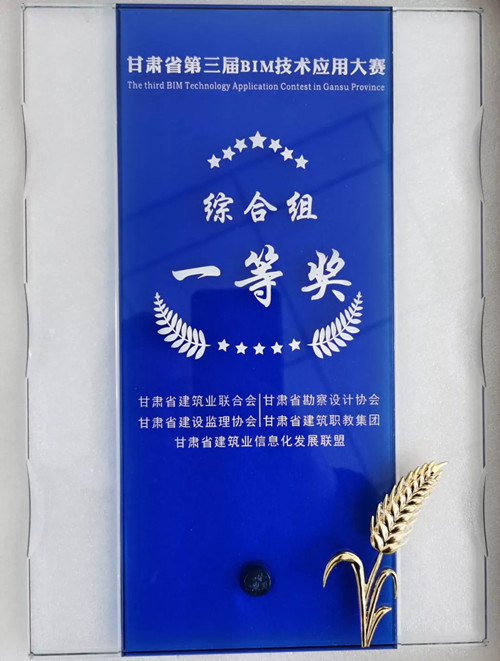 甘肃省第三届BIM技术应用大赛
The third BIM Technology Application Contest in Gansu Province
综合组
一等奖
甘肃省建筑业联合会|甘肃省勘察设计协会
甘肃省建设监理协会|甘肃省建筑职教集团
甘肃省建筑业信息化发展联盟